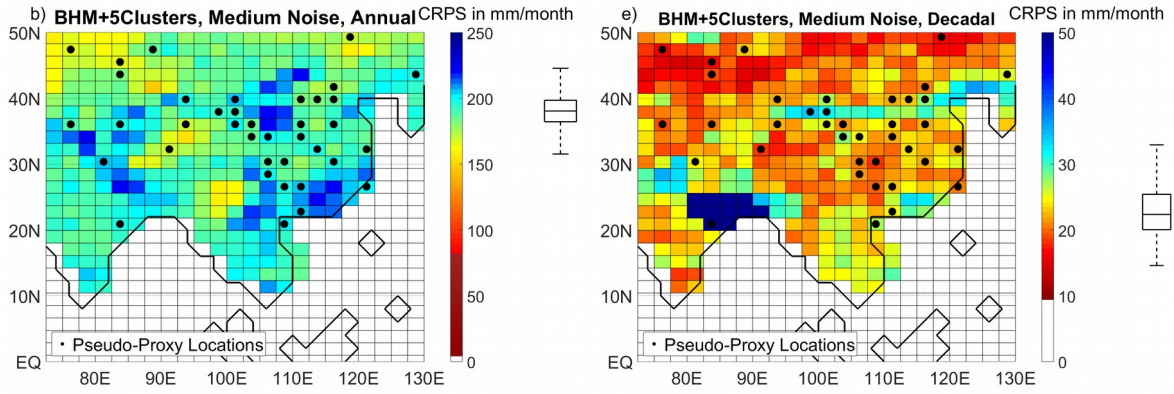 b) BHM+5Clusters, Medium Noise, Annual CRPS in mm/month
50N
40N
30N
20N
10N
EQ
80E 90E 100E 110E 120E 130E
• Pseudo-Proxy Locations
250
200
150
100
50
0
e) BHM+5Clusters, Medium Noise, Decadal CRPS in mm/month
50N
40N
30N
20N
10N
EQ
80E 90E 100E 110E 120E 130E
• Pseudo-Proxy Locations
50
40
30
20
10
0